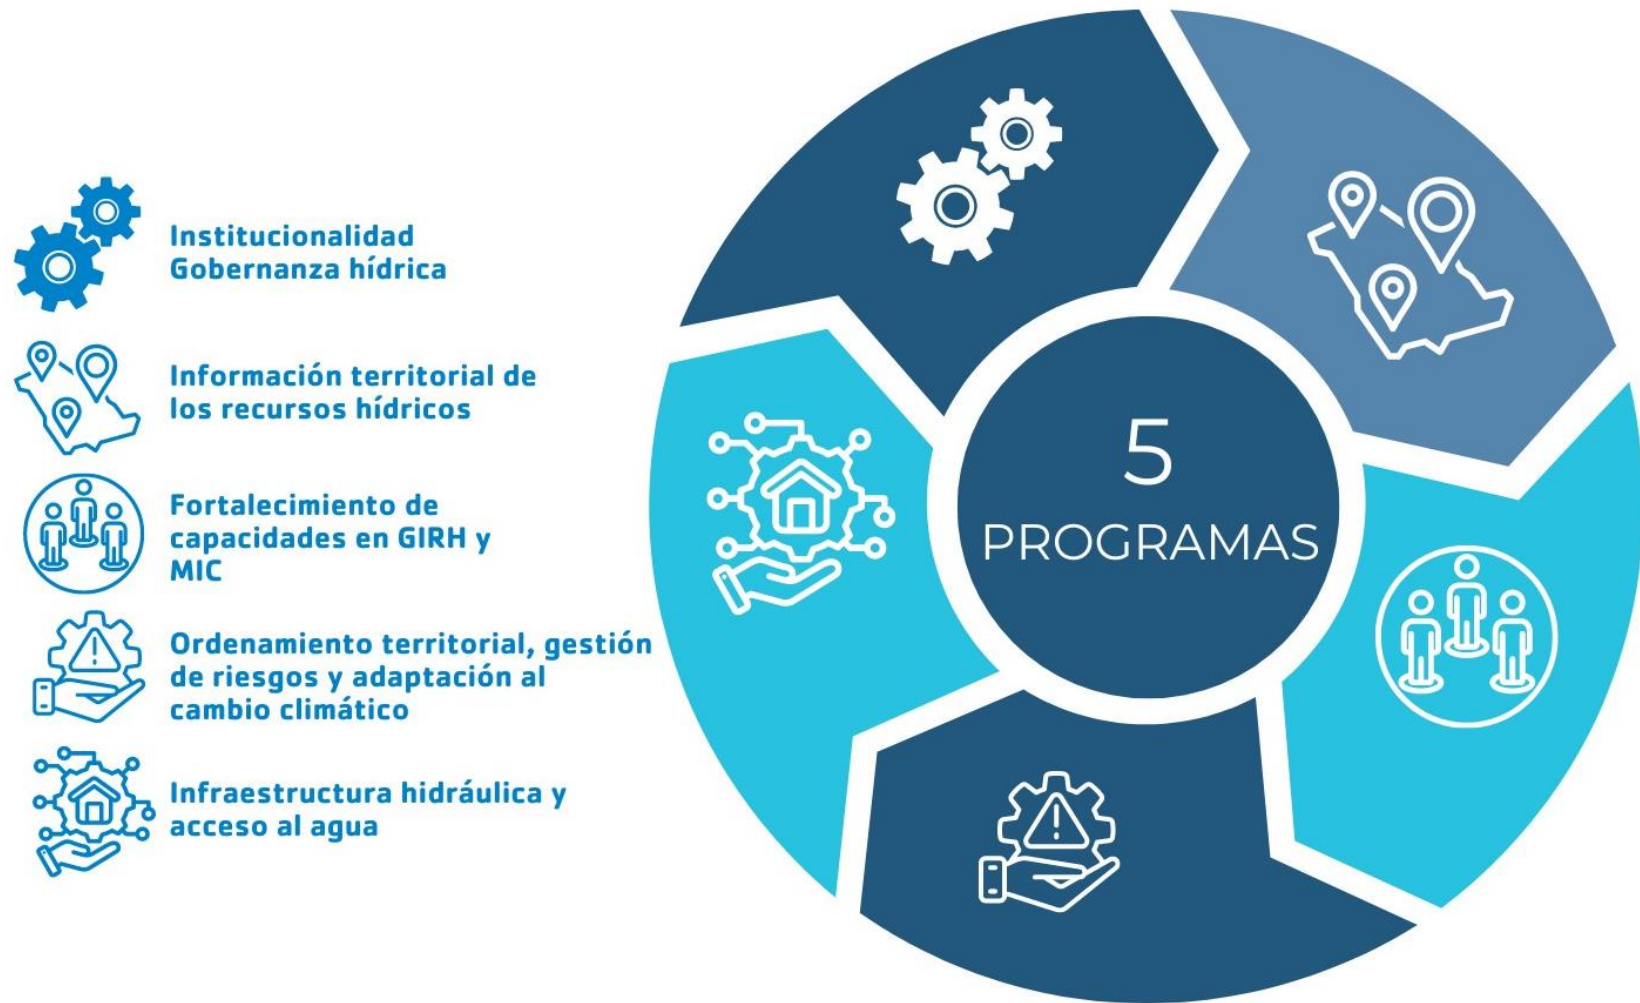 Institucionalidad
Gobernanza hídrica
Información territorial de
los recursos hídricos
Fortalecimiento de
capacidades en GIRH y
MIC
Ordenamiento territorial, gestión
de riesgos y adaptación al
cambio climático
Infraestructura hidráulica y
acceso al agua
5
PROGRAMAS